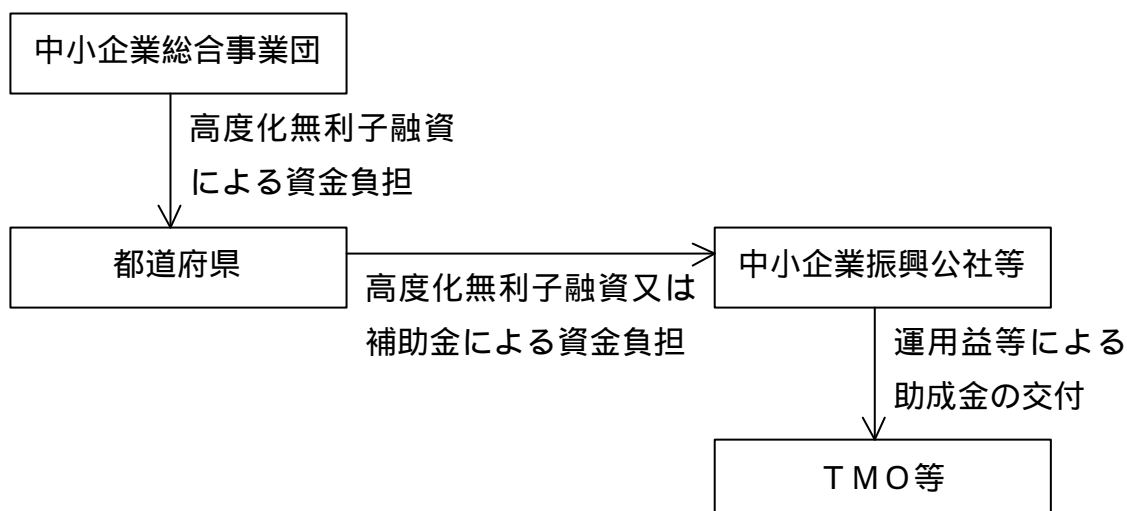 中小企業総合事業団
高度化無利子融資
による資金負担
都道府県
中小企業振興公社等
高度化無利子融資又は
補助金による資金負担
運用益等による
助成金の交付
ＴＭＯ等